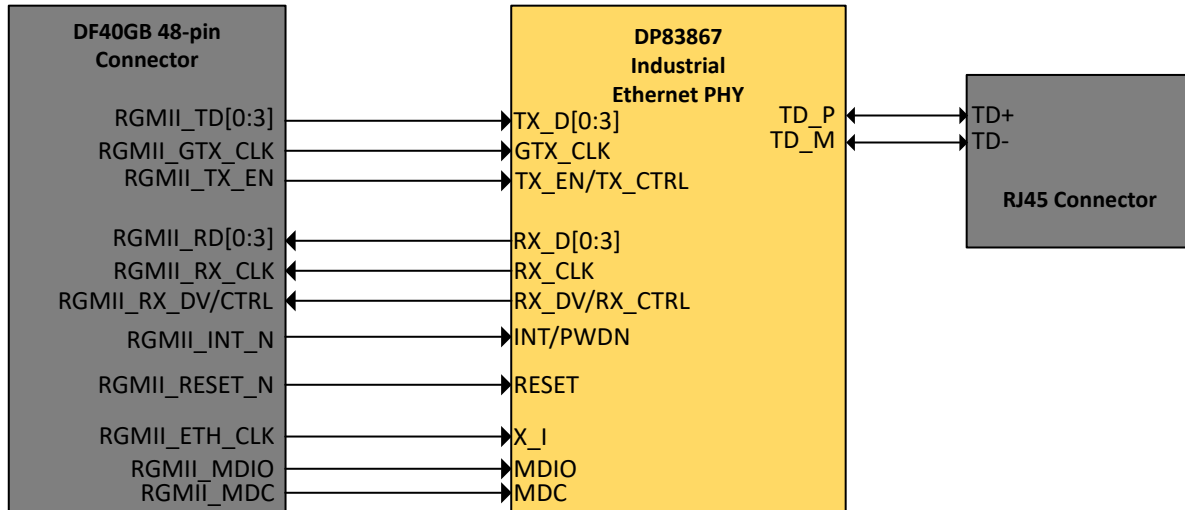 DF40GB 48-pin
Connector
RGMII_TD[0:3]
RGMII_GTX_CLK
RGMII_TX_EN
RGMII_RD[0:3]
RGMII_RX_CLK
RGMII_RX_DV/CTRL
RGMII_INT_N
RGMII_RESET_N
RGMII_ETH_CLK
RGMII_MDIO
RGMII_MDC
DP83867
Industrial
Ethernet PHY
TX_D[0:3]
GTX_CLK
TX_EN/TX_CTRL
RX_D[0:3]
RX_CLK
RX_DV/RX_CTRL
INT/PWDN
RESET
X_I
MDIO
MDC
TD_P
TD_M
TD+
TD-
RJ45 Connector